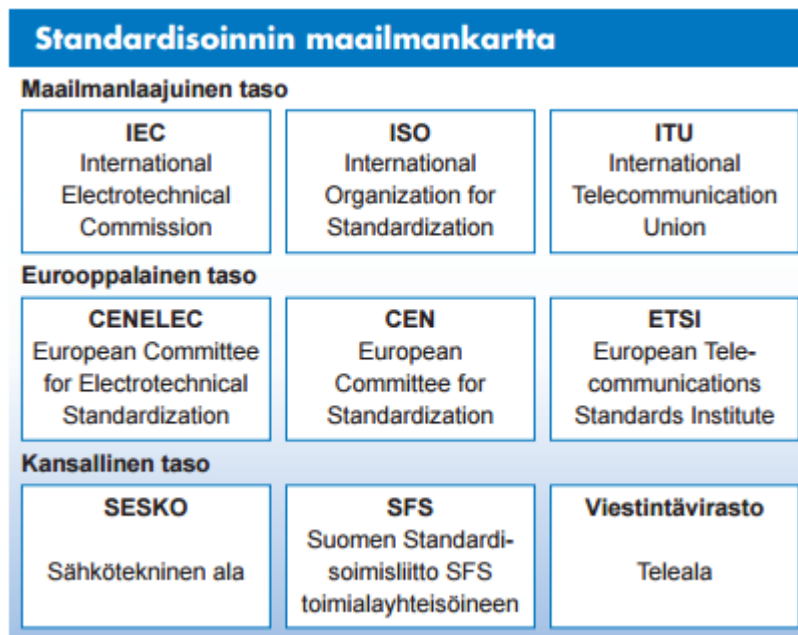 Standardisoinnin maailmankartta
Maailmanlaajuinen taso
IEC
International
Electrotechnical
Commission
ISO
International
Organization for
Standardization
ITU
International
Telecommunication
Union
Eurooppalainen taso
CENELEC
European Committee
for Electrotechnical
Standardization
CEN
European
Committee for
Standardization
ETSI
European Tele-
communications
Standards Institute
Kansallinen taso
SESKO
Sähkötekninen ala
SFS
Suomen Standardi-
soimisliitto SFS
toimialayhteisöineen
Viestintävirasto
Teleala